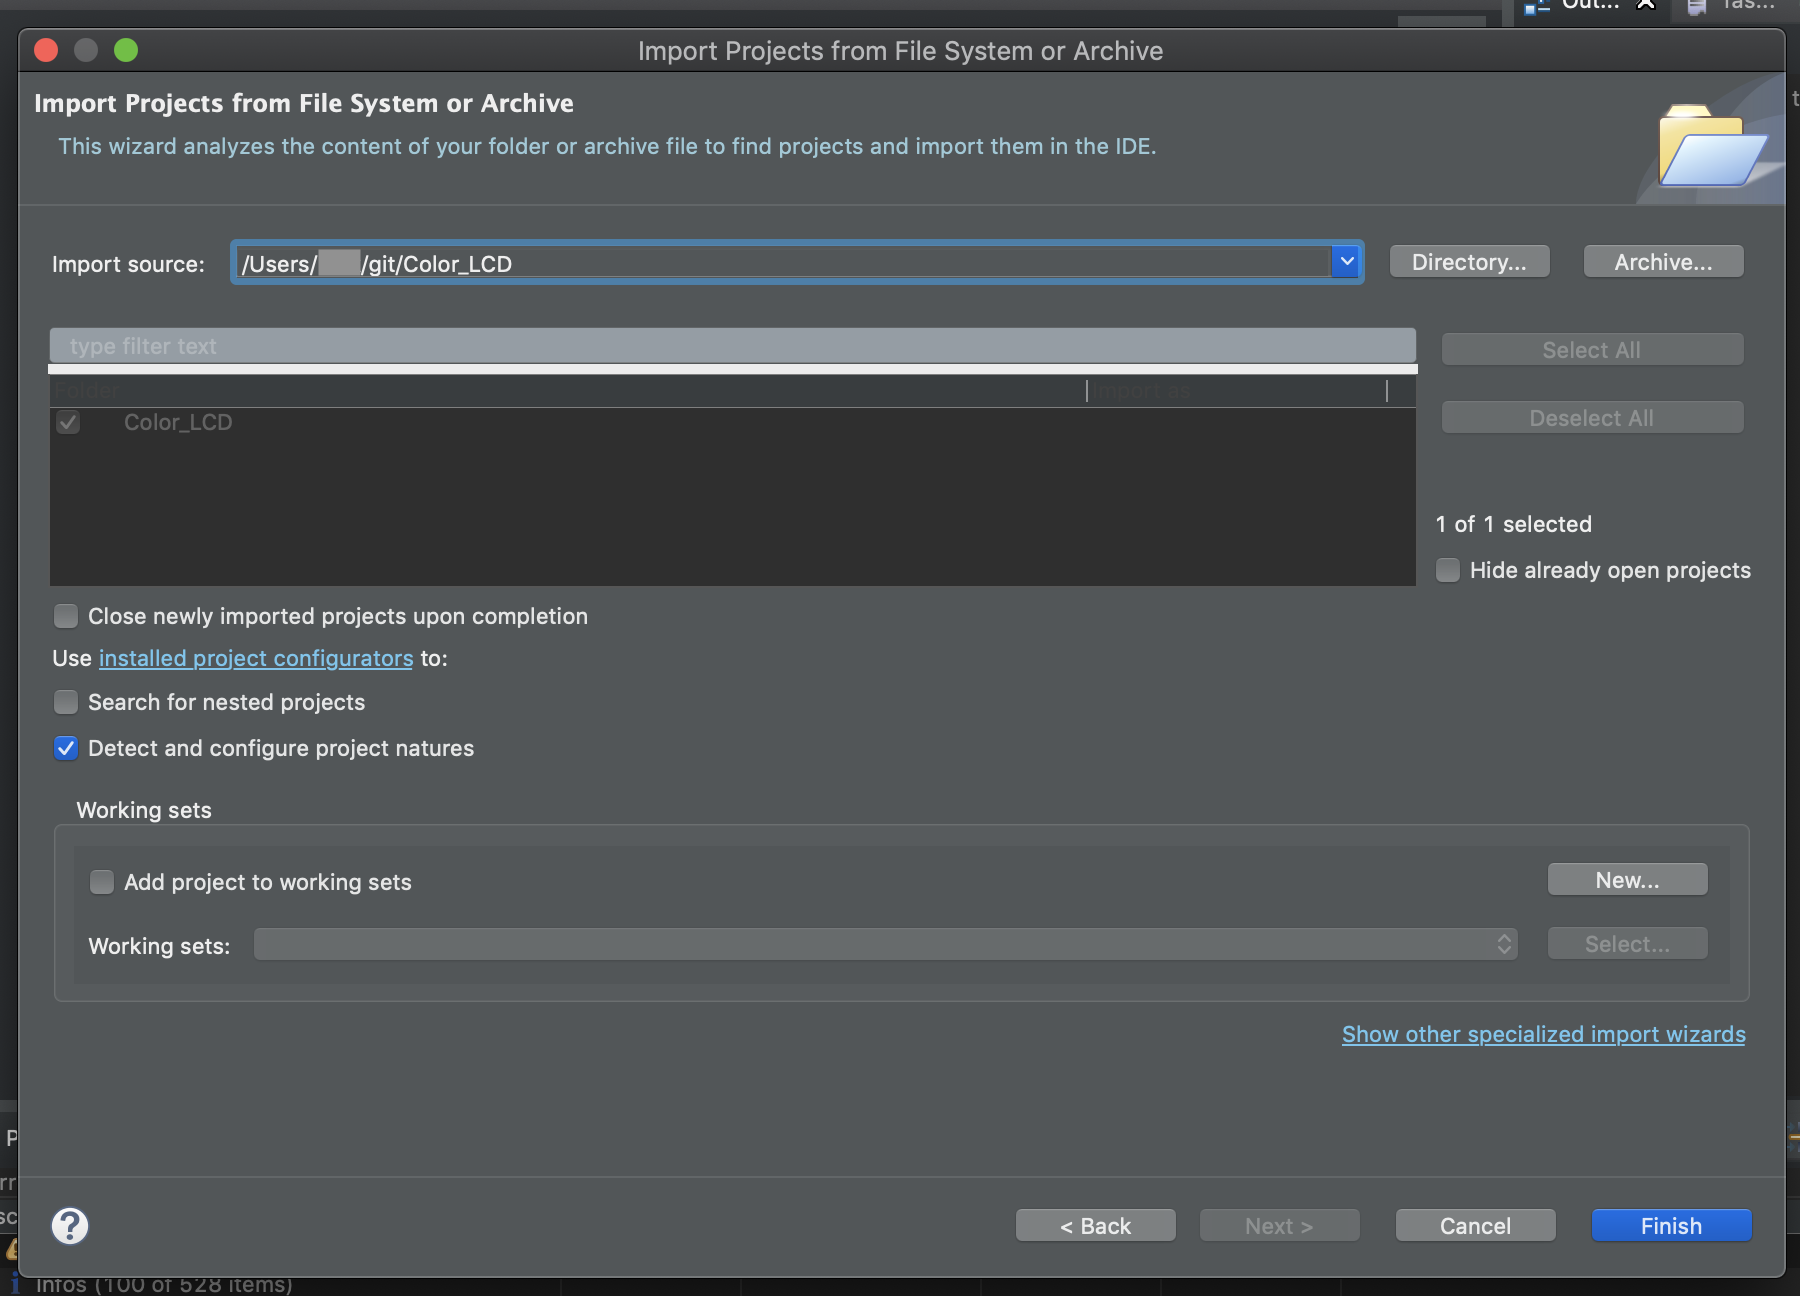 Out...
Tas...
Import Projects from File System or Archive
Import Projects from File System or Archive
This wizard analyzes the content of your folder or archive file to find projects and import them in the IDE.
Import source: /Users/ /git/Color_LCD
Directory...
Archive...
type filter text
Select All
Folder
Import as
Color_LCD
Deselect All
1 of 1 selected
Hide already open projects
Close newly imported projects upon completion
Use installed project configurators to:
Search for nested projects
Detect and configure project natures
Working sets
Add project to working sets
New...
Working sets:
Select...
Show other specialized import wizards
< Back
Next >
Cancel
Finish
Infos (100 of 528 items)